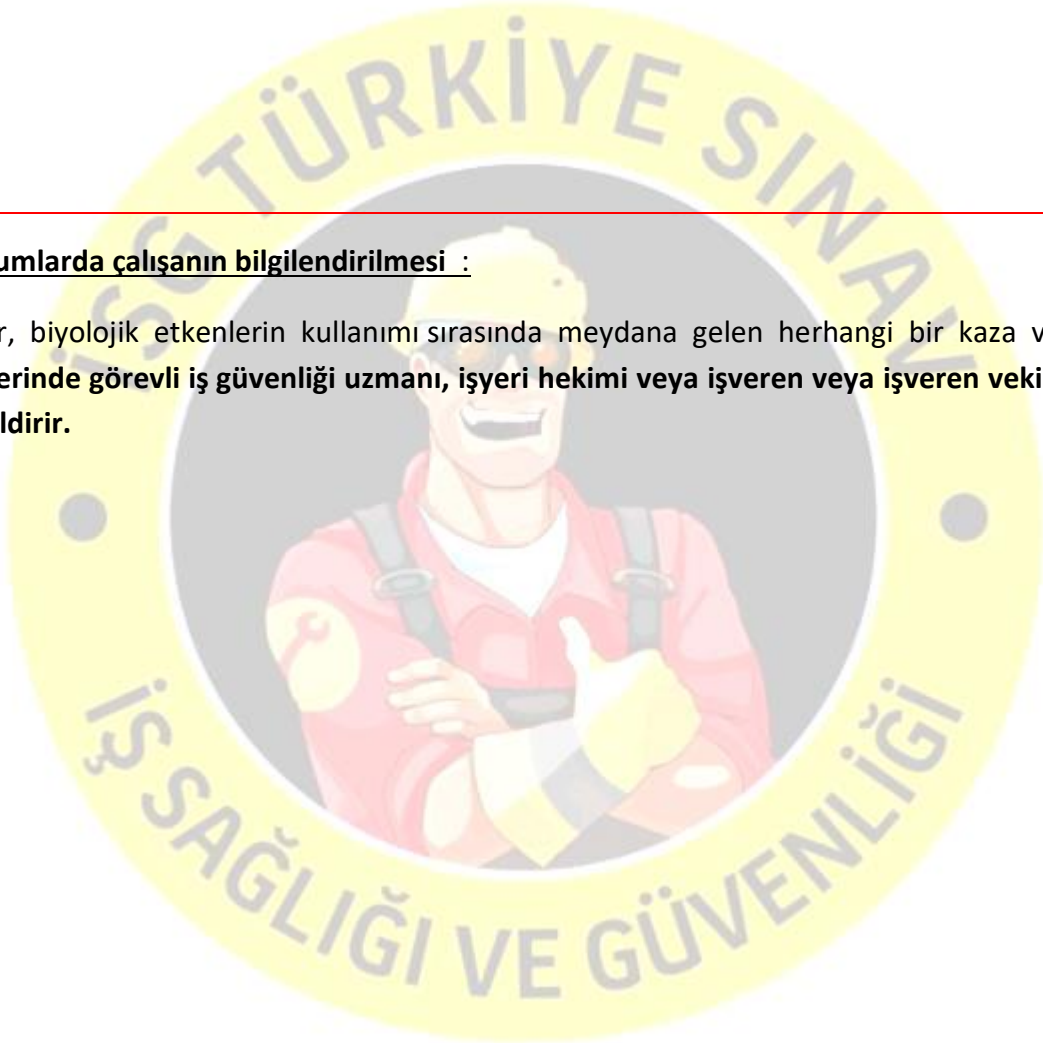 İSG TÜRKİYE SINAV
umlarda çalışanın bilgilendirilmesi :
r, biyolojik etkenlerin kullanımı sırasında meydana gelen herhangi bir kaza v
erinde görevli iş güvenliği uzmanı, işyeri hekimi veya işveren veya işveren veki
ldirir.
İŞ SAĞLIĞI VE GÜVENLİĞİ